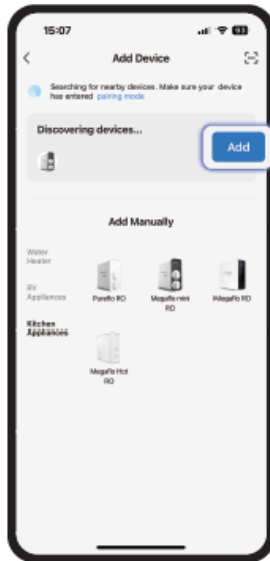 15:07
Add Device
Searching for nearby devices. Make sure your device
has entered pairing mode
Discovering devices...
Add
Add Manually
Water
Heater
RV
Appliances
Kitchen
Appliances
Purello RO
Megaflo mini
RO
Megaflo RO
Megaflo Hot
RO